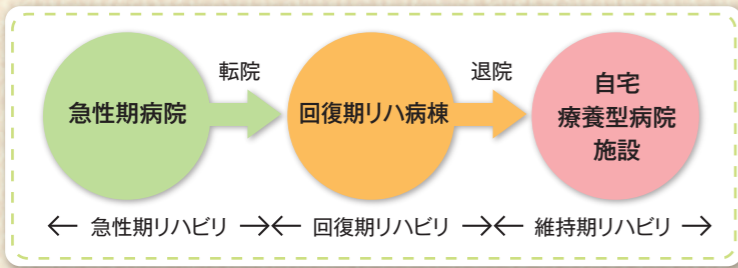 転院
退院
急性期病院
回復期リハ病棟
自宅
療養型病院
施設
← 急性期リハビリ →← 回復期リハビリ →← 維持期リハビリ →